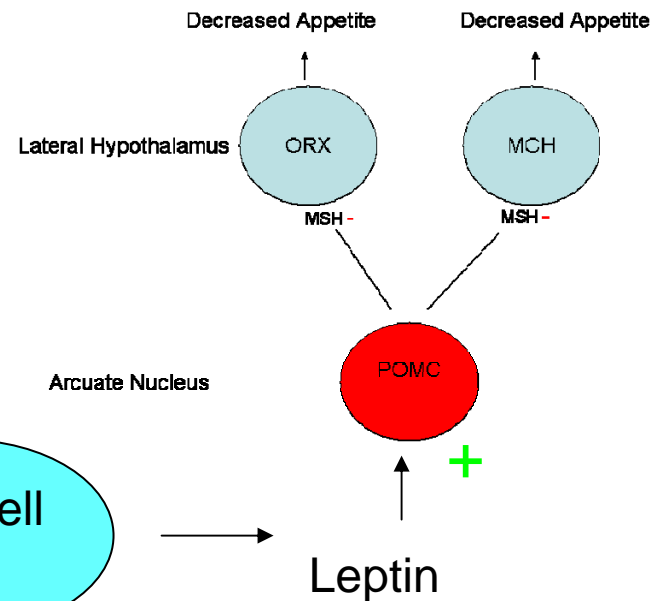 Decreased Appetite
Decreased Appetite
Lateral Hypothalamus
ORX
MCH
MSH -
MSH -
Arcuate Nucleus
POMC
+
ell
Leptin